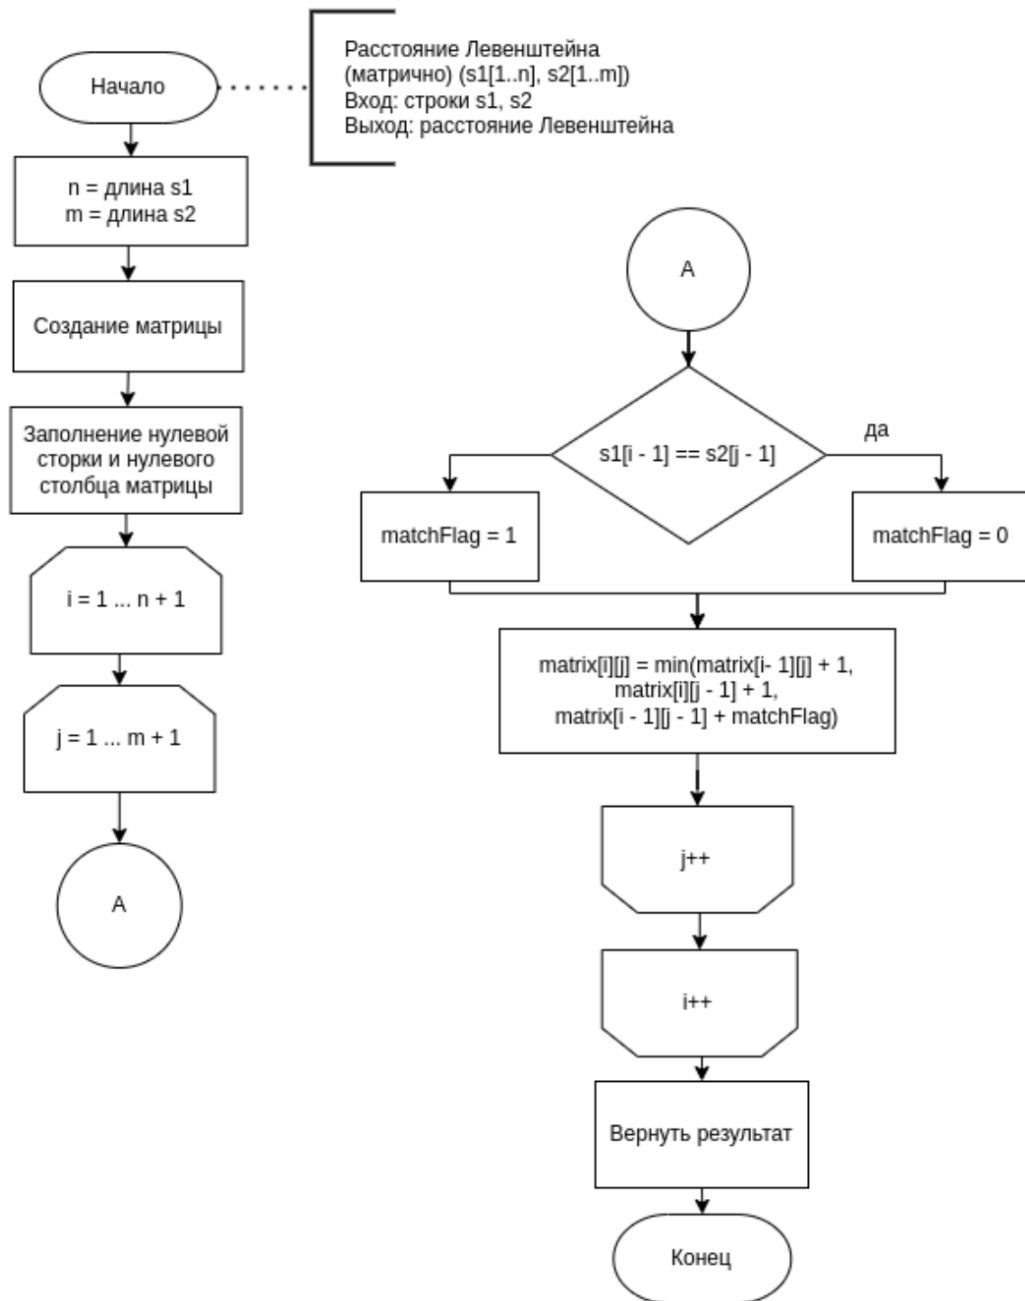 Начало
Расстояние Левенштейна
(матрично) (s1[1..n], s2[1..m])
Вход: строки s1, s2
Выход: расстояние Левенштейна
n = длина s1
m = длина s2
Создание матрицы
Заполнение нулевой
сторки и нулевого
столбца матрицы
i = 1 ... n + 1
j = 1 ... m + 1
A
A
s1[i - 1] == s2[j - 1]
да
matchFlag = 1
matchFlag = 0
matrix[i][j] = min(matrix[i- 1][j] + 1,
matrix[i][j - 1] + 1,
matrix[i - 1][j - 1] + matchFlag)
j++
i++
Вернуть результат
Конец